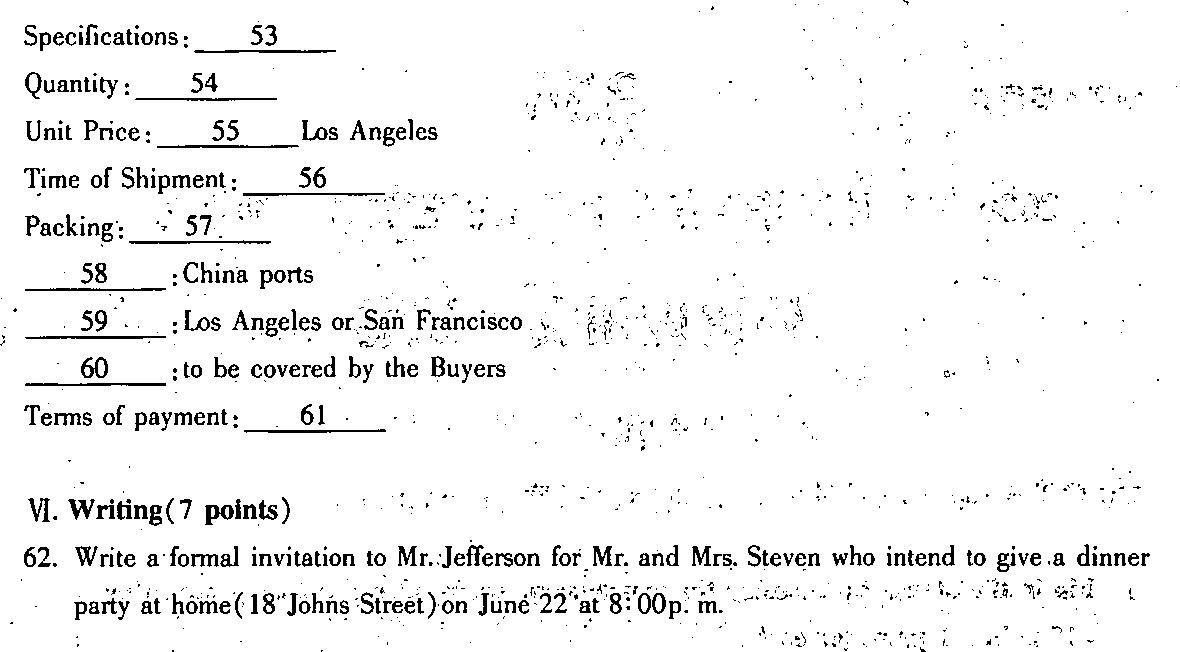 Specifications: 53
Quantity: 54
Unit Price: 55 Los Angeles
Time of Shipment: 56
Packing: 57
58 :China ports
59 :Los Angeles or San Francisco
60 :to be covered by the Buyers
Terms of payment: 61
Ⅵ. Writing(7 points)
62. Write a formal invitation to Mr. Jefferson for Mr. and Mrs. Steven who intend to give a dinner
party at home(18 Johns Street)on June 22 at 8:00p. m.